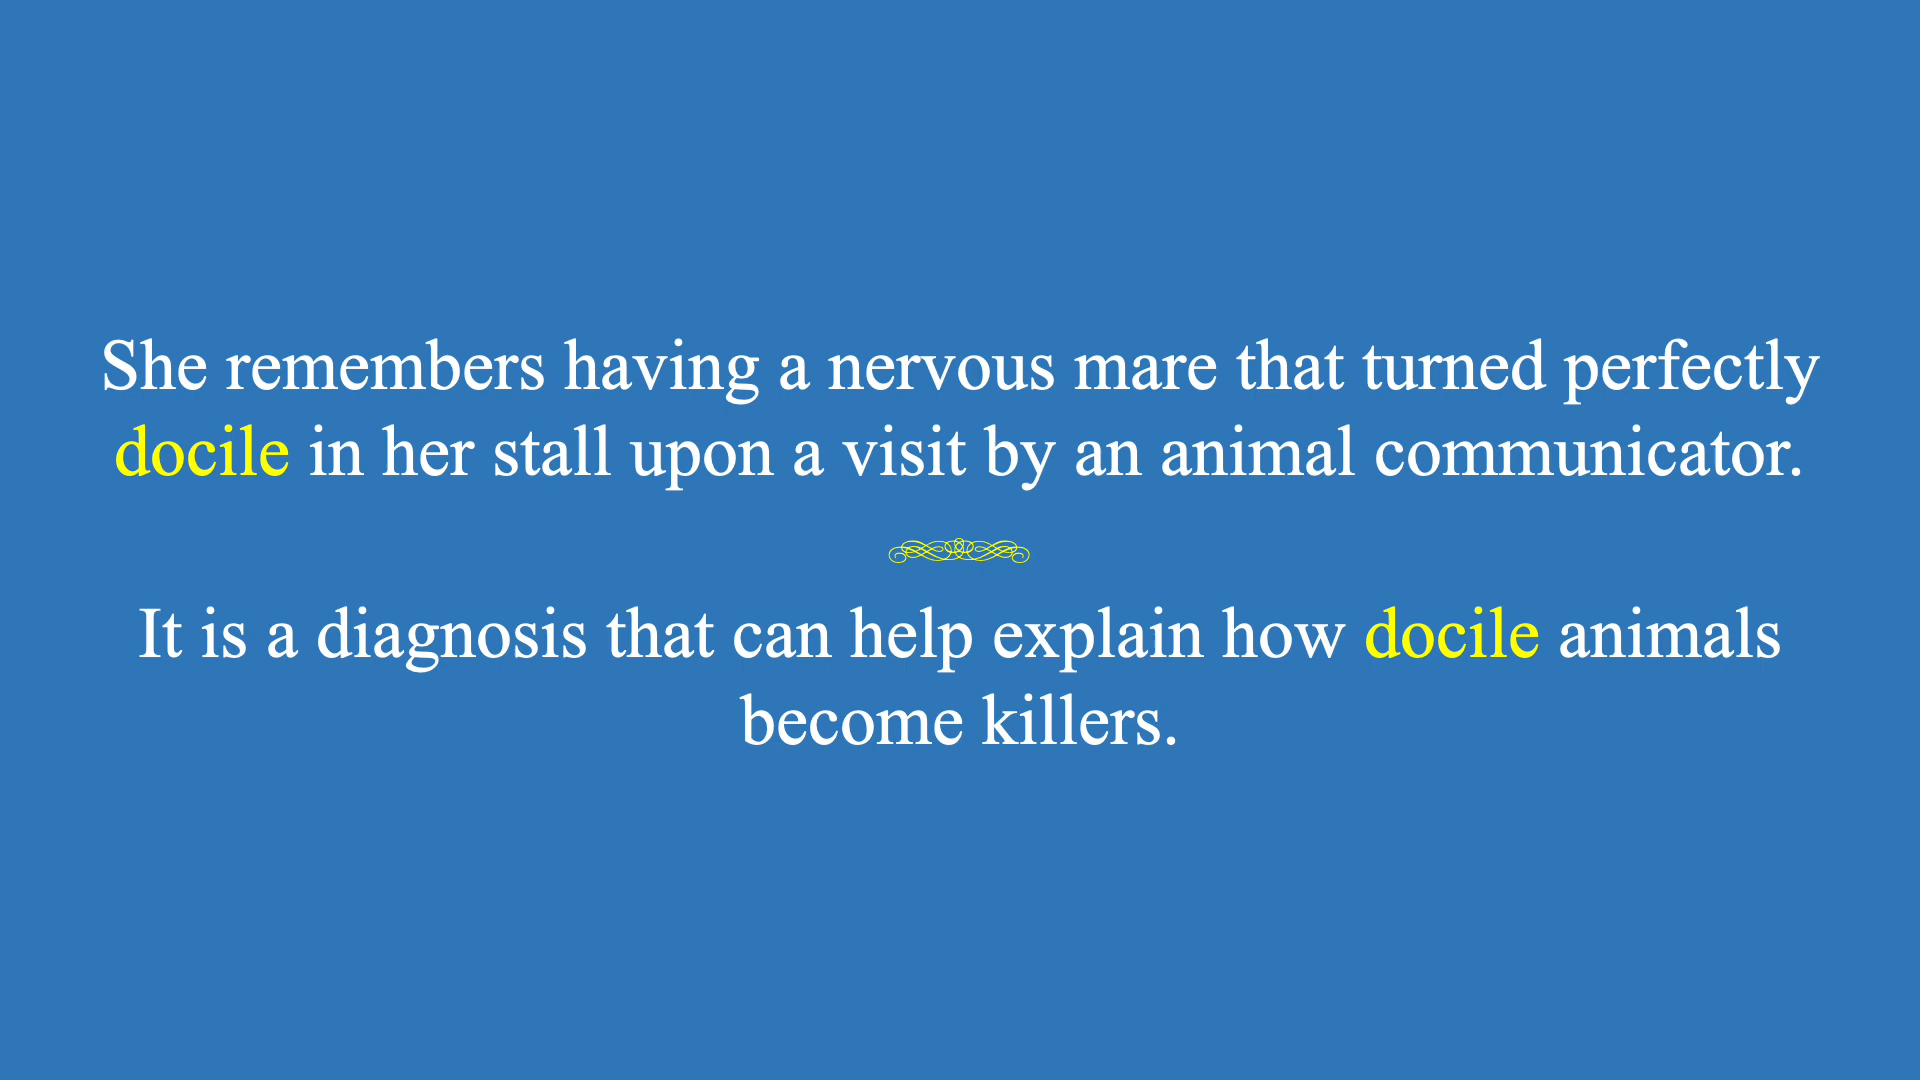 She remembers having a nervous mare that turned perfectly
docile in her stall upon a visit by an animal communicator.
It is a diagnosis that can help explain how docile animals
become killers.